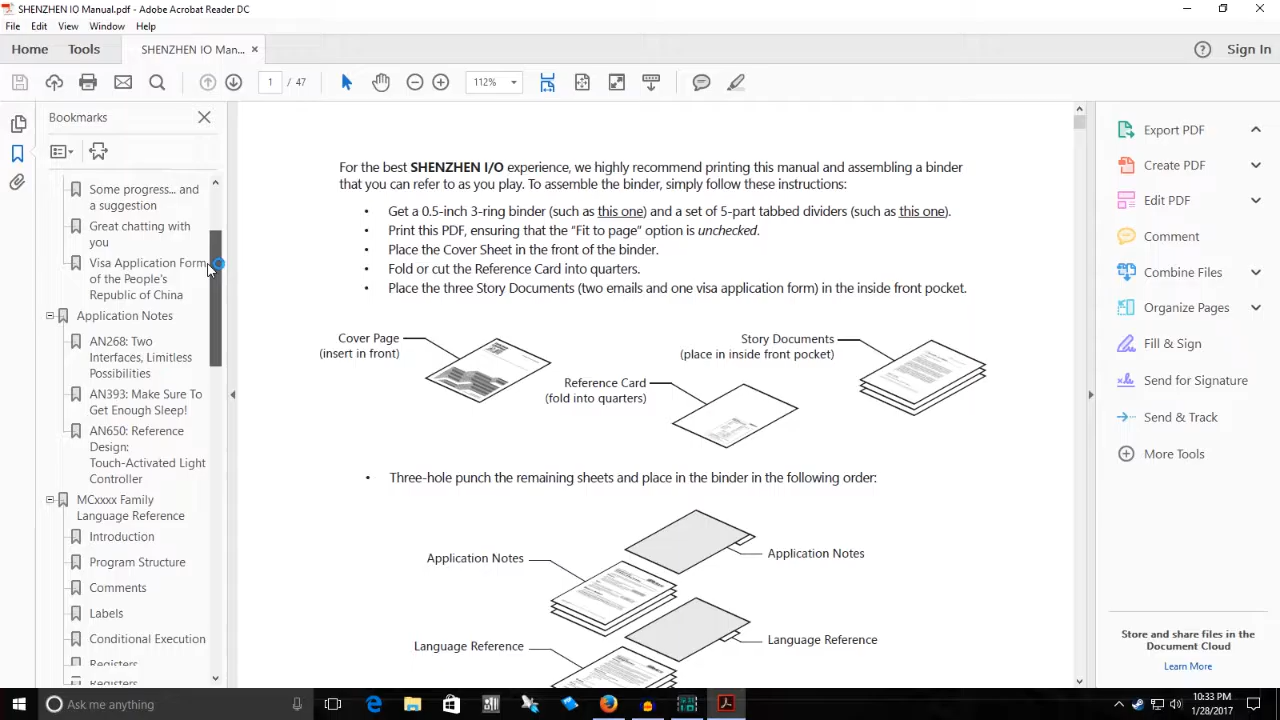 SHENZHEN IO Manual.pdf - Adobe Acrobat Reader DC
File Edit View Window Help
Home Tools SHENZHEN IO Man... × Sign In
1 / 47 112%
Bookmarks
Some progress... and
a suggestion
Great chatting with
you
Visa Application Form
of the People's
Republic of China
Application Notes
AN268: Two
Interfaces, Limitless
Possibilities
AN393: Make Sure To
Get Enough Sleep!
AN650: Reference
Design:
Touch-Activated Light
Controller
MCxxxx Family
Language Reference
Introduction
Program Structure
Comments
Labels
Conditional Execution
Registers
Registers
For the best SHENZHEN I/O experience, we highly recommend printing this manual and assembling a binder
that you can refer to as you play. To assemble the binder, simply follow these instructions:
• Get a 0.5-inch 3-ring binder (such as this one) and a set of 5-part tabbed dividers (such as this one).
• Print this PDF, ensuring that the “Fit to page” option is unchecked.
• Place the Cover Sheet in the front of the binder.
• Fold or cut the Reference Card into quarters.
• Place the three Story Documents (two emails and one visa application form) in the inside front pocket.
Cover Page
(insert in front)
Story Documents
(place in inside front pocket)
Reference Card
(fold into quarters)
• Three-hole punch the remaining sheets and place in the binder in the following order:
Application Notes
Application Notes
Language Reference
Language Reference
Export PDF
Create PDF
Edit PDF
Comment
Combine Files
Organize Pages
Fill & Sign
Send for Signature
Send & Track
More Tools
Store and share files in the
Document Cloud
Learn More
Ask me anything
10:33 PM
1/28/2017